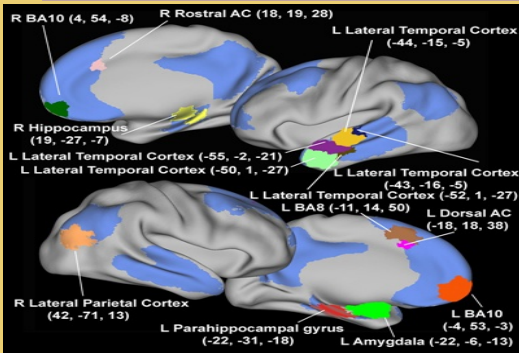 R BA10 (4, 54, -8)
R Rostral AC (18, 19, 28)
L Lateral Temporal Cortex
(-44, -15, -5)
R Hippocampus
(19, -27, -7)
L Lateral Temporal Cortex (-55, -2, -21)
L Lateral Temporal Cortex (-50, 1, -27)
L Lateral Temporal Cortex
(-43, -16, -5)
L Lateral Temporal Cortex (-52, 1, -27)
L BA8 (-11, 14, 50)
L Dorsal AC
(-18, 18, 38)
R Lateral Parietal Cortex
(42, -71, 13)
L Parahippocampal gyrus
(-22, -31, -18)
L Amygdala (-22, -6, -13)
L BA10
(-4, 53, -3)